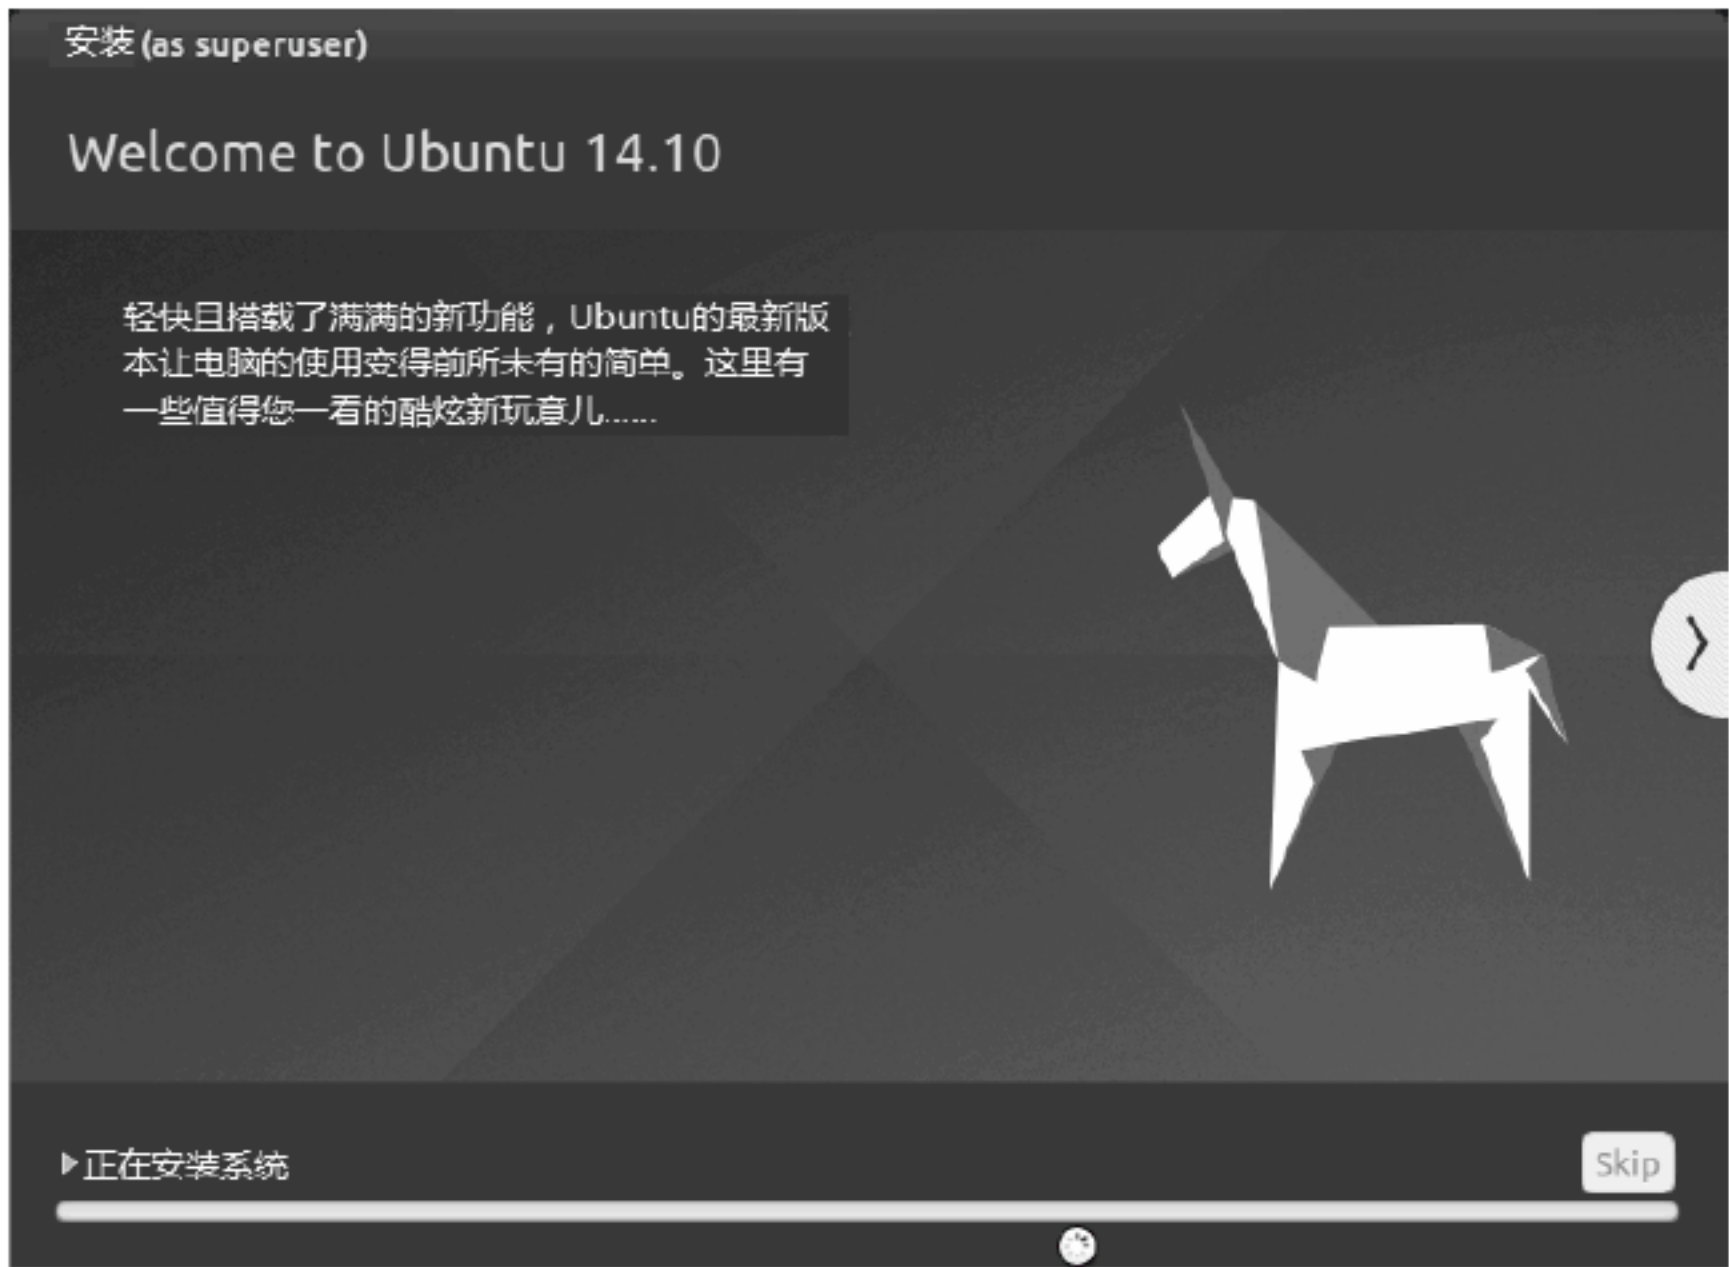 安装(as superuser)
Welcome to Ubuntu 14.10
轻快且搭载了满满的新功能，Ubuntu的最新版
本让电脑的使用变得前所未有的简单。这里有
一些值得您一看的酷炫新玩意儿......
正在安装系统
Skip